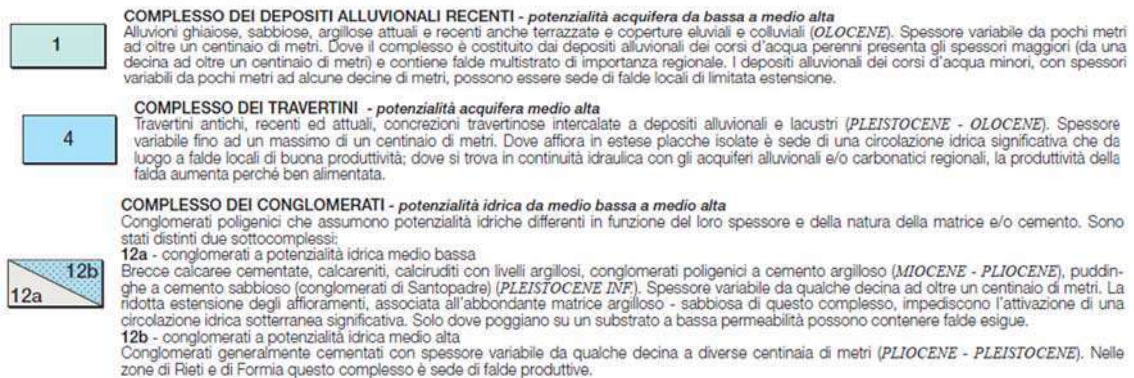 COMPLESSO DEI DEPOSITI ALLUVIONALI RECENTI - potenzialità acquifera da bassa a medio alta
1
Alluvioni ghiaiose, sabbiose, argillose attuali e recenti anche terrazzate e coperture eluviali e colluviali (OLOCENE). Spessore variabile da pochi metri
ad oltre un centinaio di metri. Dove il complesso è costituito dai depositi alluvionali dei corsi d'acqua perenni presenta gli spessori maggiori (da una
decina ad oltre un centinaio di metri) e contiene falde multistrato di importanza regionale. I depositi alluvionali dei corsi d'acqua minori, con spessori
variabili da pochi metri ad alcune decine di metri, possono essere sede di falde locali di limitata estensione.
COMPLESSO DEI TRAVERTINI - potenzialità acquifera medio alta
4
Travertini antichi, recenti ed attuali, concrezioni travertinose intercalate a depositi alluvionali e lacustri (PLEISTOCENE - OLOCENE). Spessore
variabile fino ad un massimo di un centinaio di metri. Dove affiora in estese placche isolate è sede di una circolazione idrica significativa che da
luogo a falde locali di buona produttività; dove si trova in continuità idraulica con gli acquiferi alluvionali e/o carbonatici regionali, la produttività della
falda aumenta perché ben alimentata.
COMPLESSO DEI CONGLOMERATI - potenzialità idrica da medio bassa a medio alta
Conglomerati poligenici che assumono potenzialità idriche differenti in funzione del loro spessore e della natura della matrice e/o cemento. Sono
stati distinti due sottocomplessi:
12a - conglomerati a potenzialità idrica medio bassa
12b
12a
Brecce calcaree cementate, calcareniti, calciruditi con livelli argillosi, conglomerati poligenici a cemento argilloso (MIOCENE - PLIOCENE), puddin-
ghe a cemento sabbioso (conglomerati di Santopadre) (PLEISTOCENE INF.). Spessore variabile da qualche decina ad oltre un centinaio di metri. La
ridotta estensione degli affioramenti, associata all'abbondante matrice argilloso - sabbiosa di questo complesso, impediscono l'attivazione di una
circolazione idrica sotterranea significativa. Solo dove poggiano su un substrato a bassa permeabilità possono contenere falde esigue.
12b - conglomerati a potenzialità idrica medio alta
Conglomerati generalmente cementati con spessore variabile da qualche decina a diverse centinaia di metri (PLIOCENE - PLEISTOCENE). Nelle
zone di Rieti e di Formia questo complesso è sede di falde produttive.